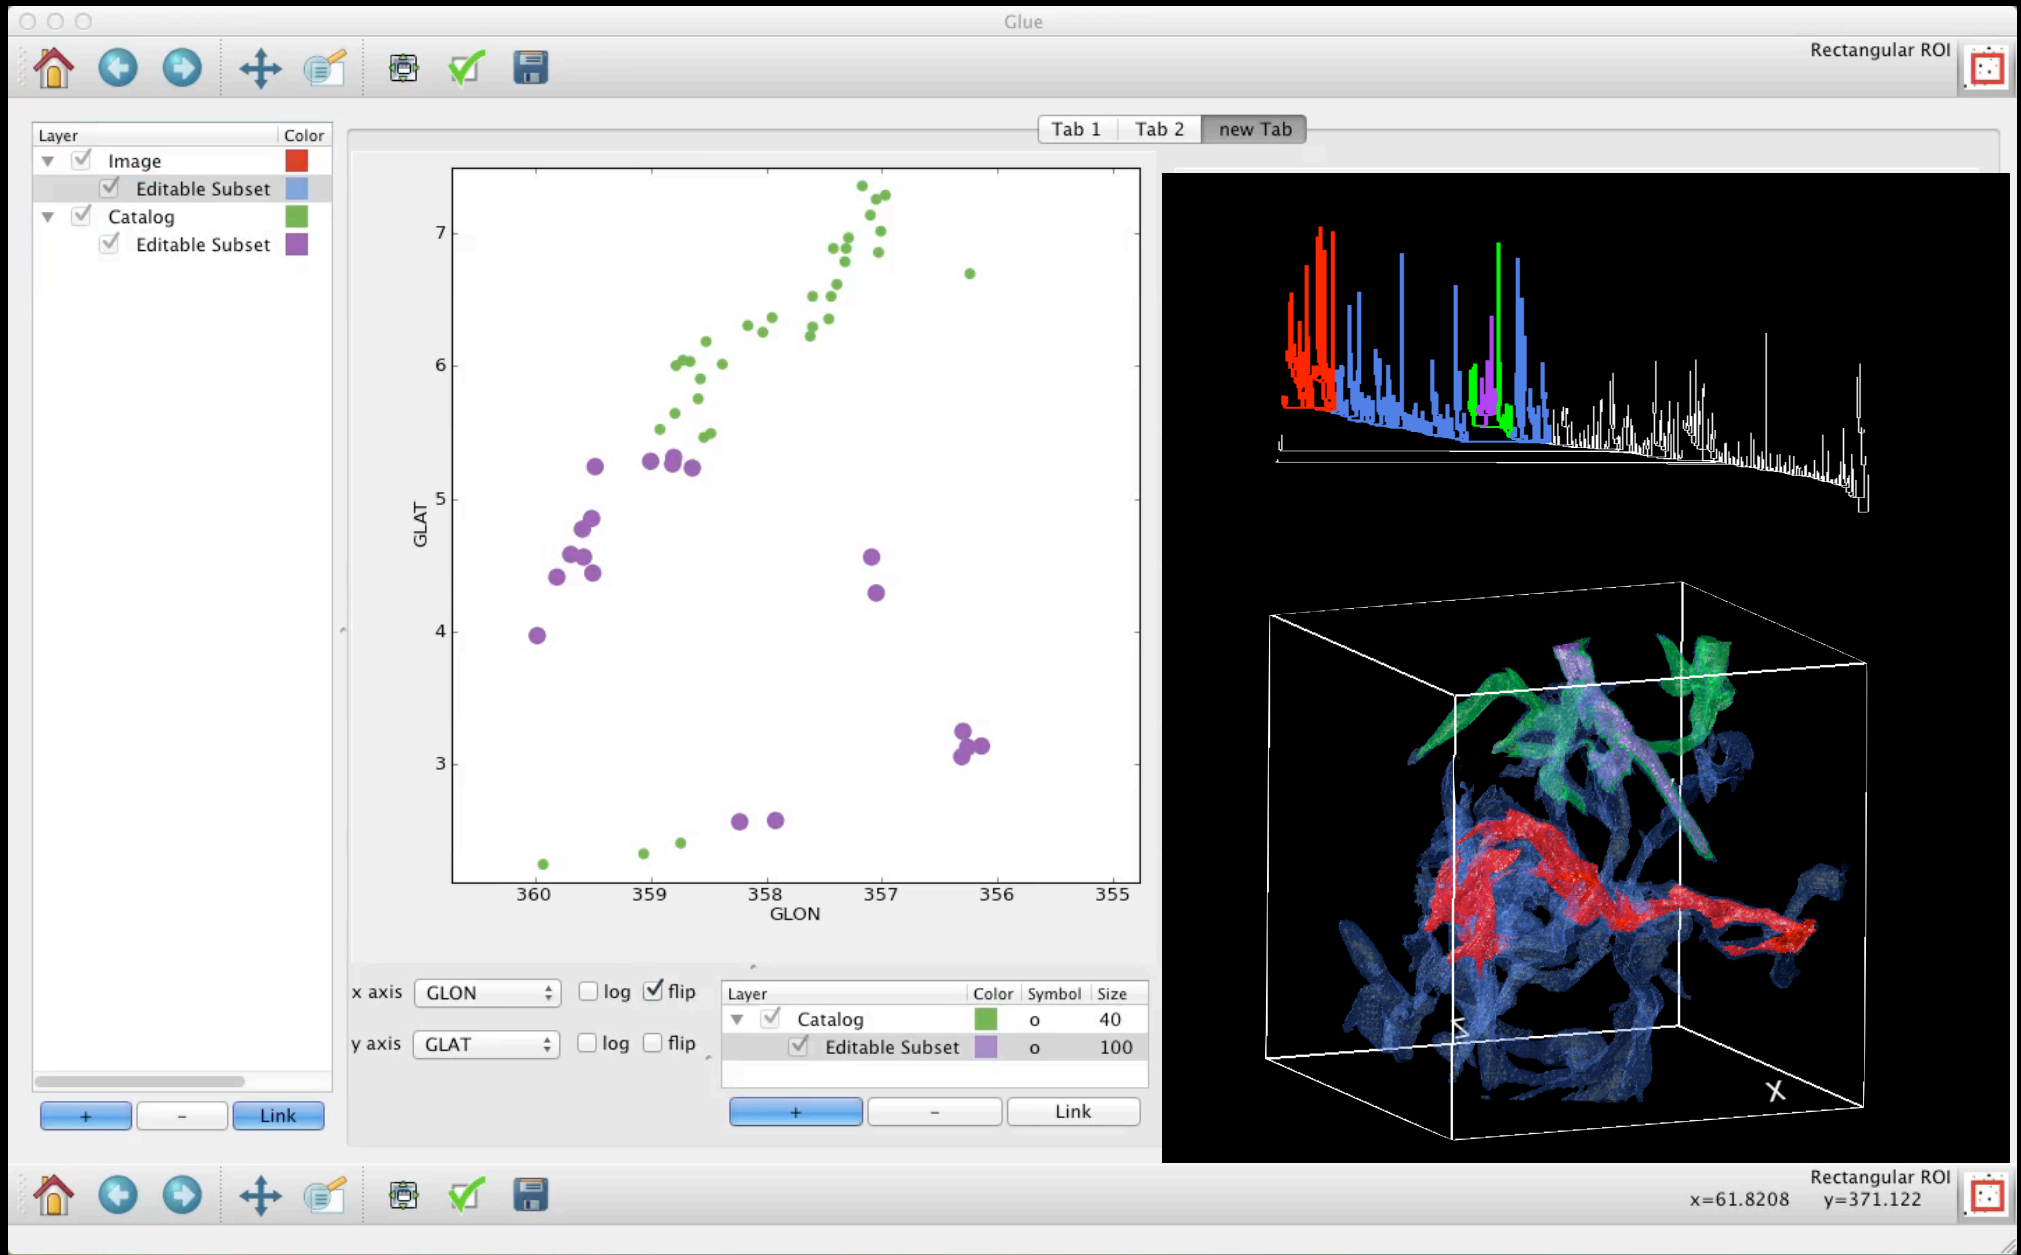 Glue
Rectangular ROI
Layer Color
Image
Editable Subset
Catalog
Editable Subset
+ - Link
Tab 1 Tab 2 new Tab
7
6
5
4
3
GLAT
360 359 358 357 356 355
GLON
x axis GLON log flip
y axis GLAT log flip
Layer Color Symbol Size
Catalog o 40
Editable Subset o 100
+ - Link
Z
X
Rectangular ROI
x=61.8208 y=371.122